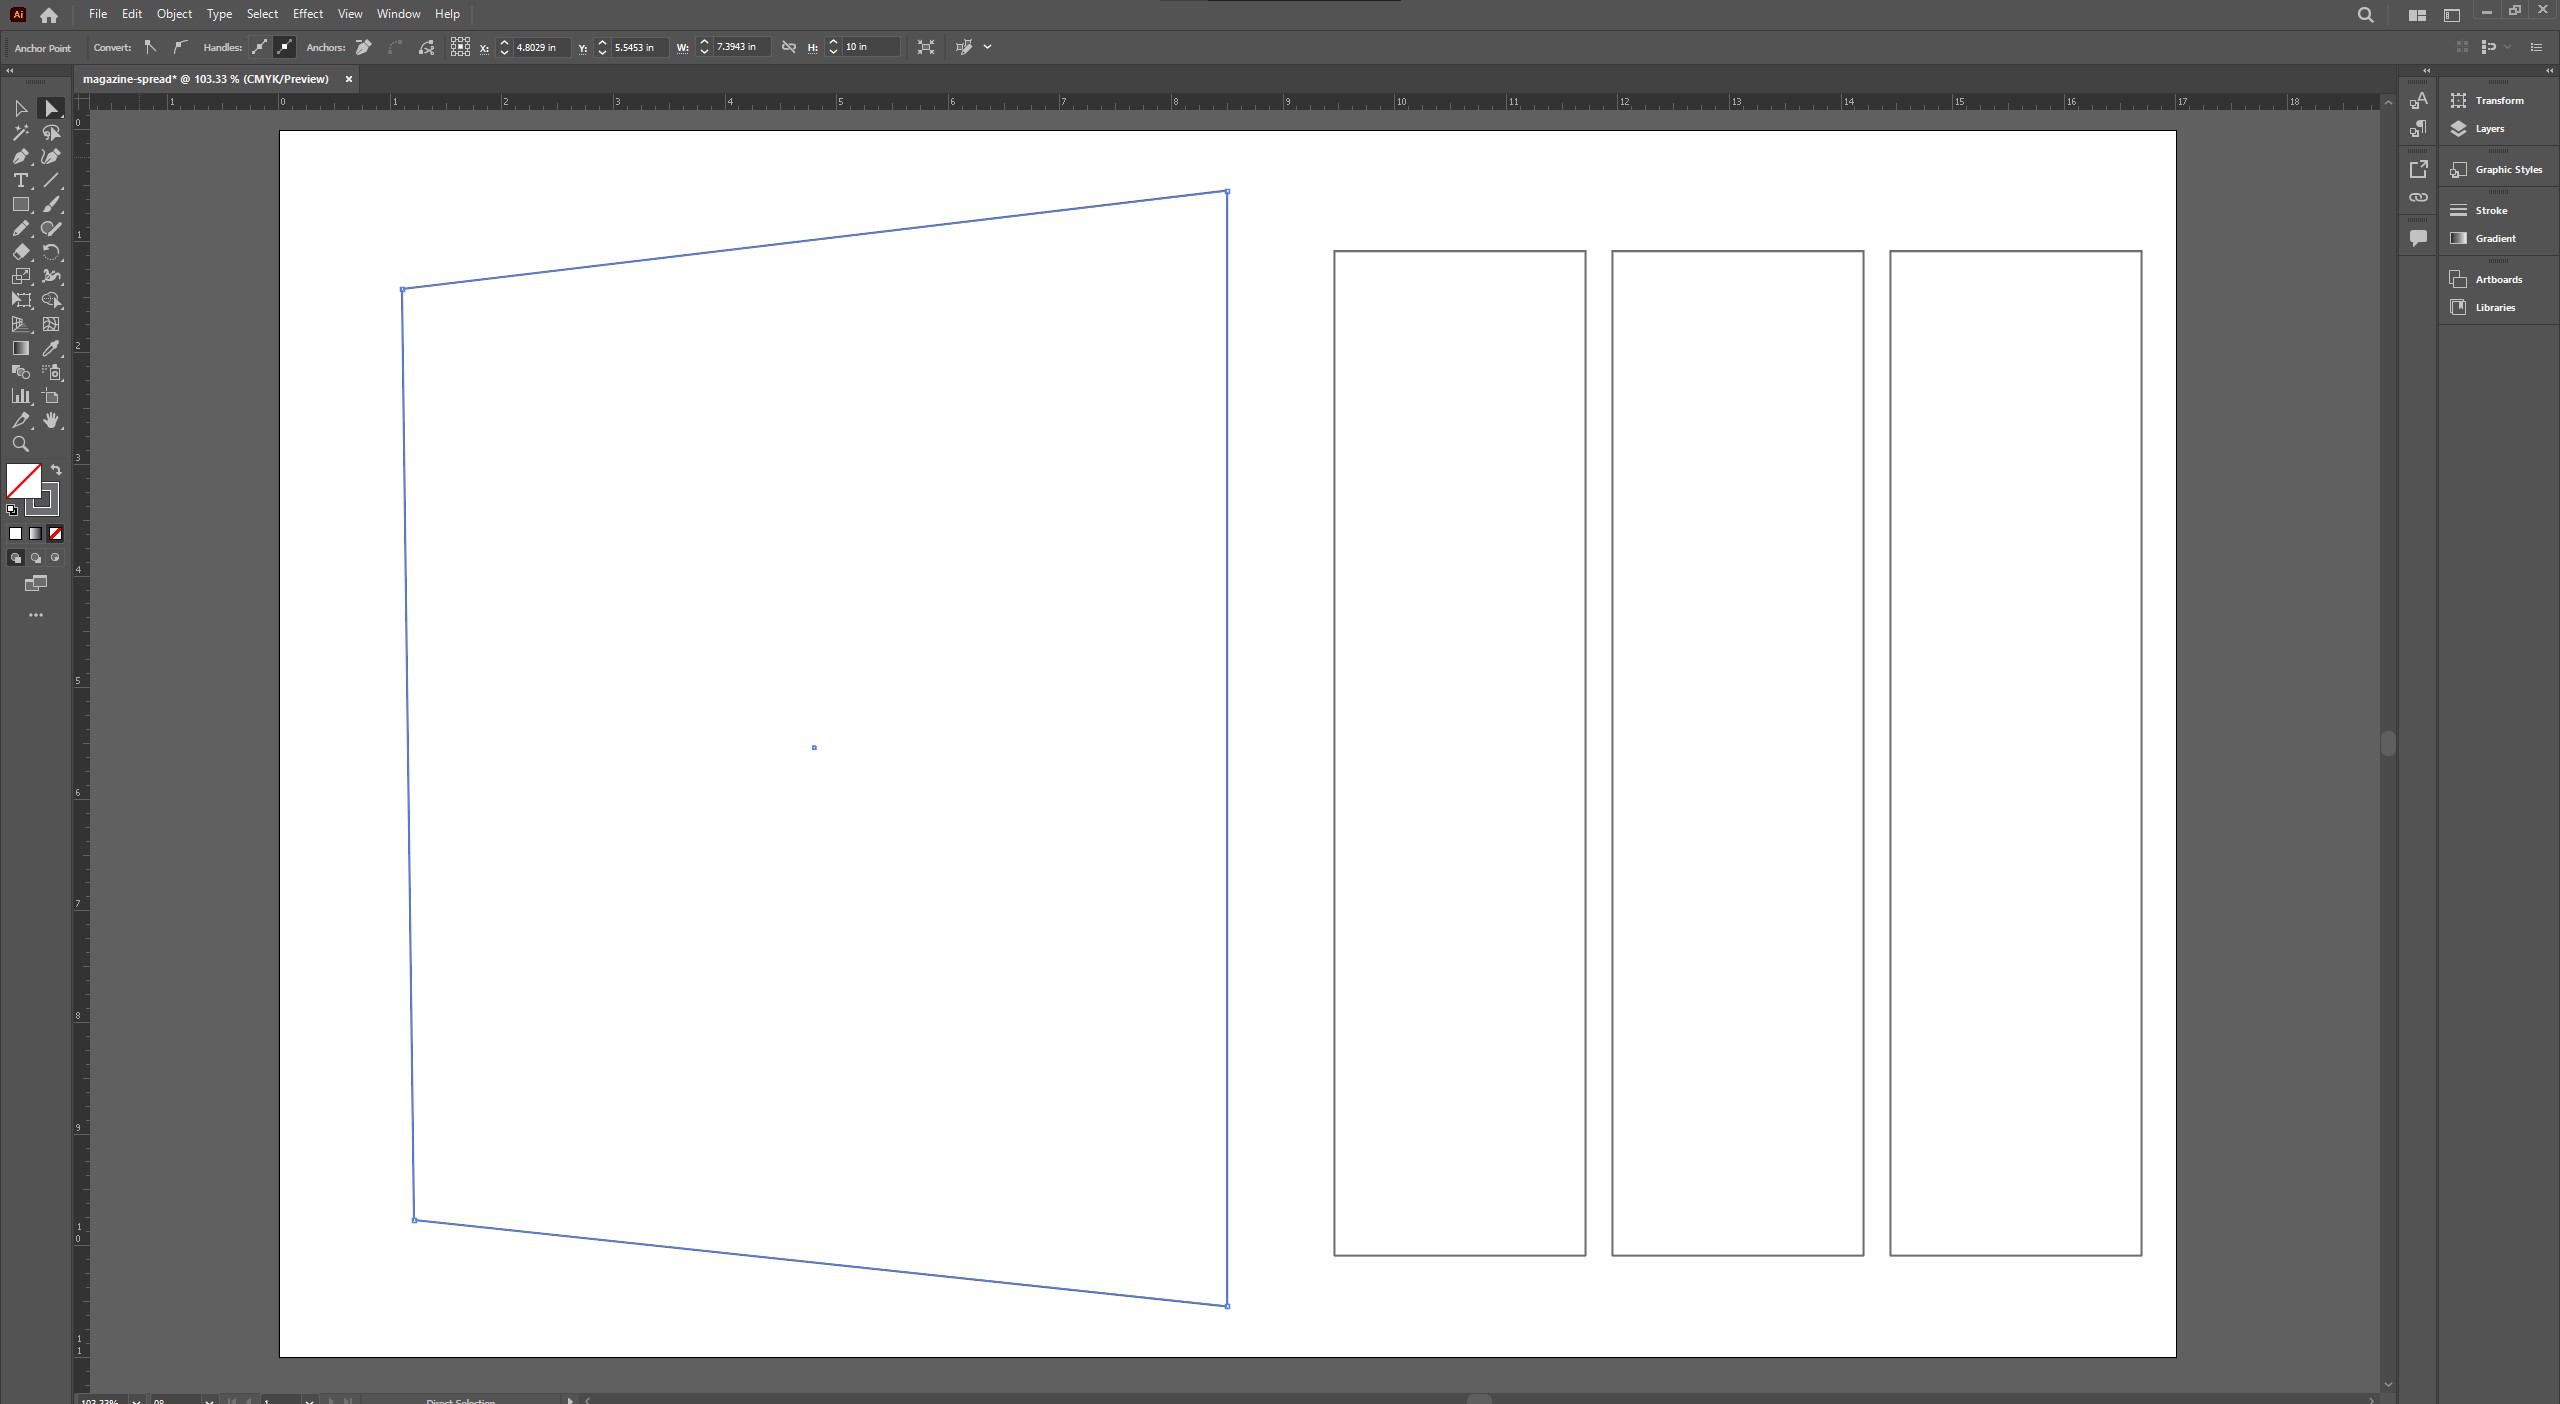 Ai File Edit Object Type Select Effect View Window Help
Anchor Point Convert: Handles: Anchors: X: 4.8029 in Y: 5.5453 in W: 7.3943 in H: 10 in
magazine-spread* @ 103.33 % (CMYK/Preview) ×
1 0 1 2 3 4 5 6 7 8 9 10 11 12 13 14 15 16 17 18
0
1
2
3
4
5
6
7
8
9
1
0
1
1
Transform
Layers
Graphic Styles
Stroke
Gradient
Artboards
Libraries
103.33% 0° 1 Direct Selection